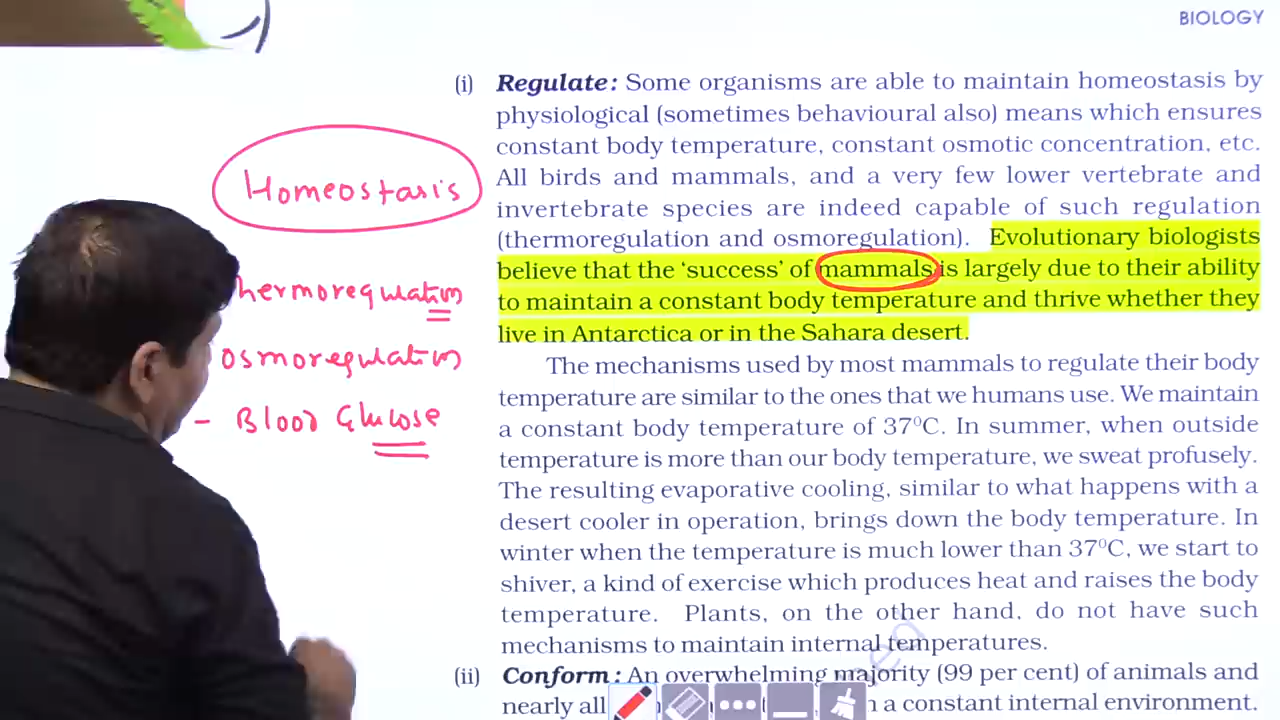 BIOLOGY
(i) Regulate: Some organisms are able to maintain homeostasis by
physiological (sometimes behavioural also) means which ensures
constant body temperature, constant osmotic concentration, etc.
All birds and mammals, and a very few lower vertebrate and
invertebrate species are indeed capable of such regulation
(thermoregulation and osmoregulation). Evolutionary biologists
believe that the ‘success’ of mammals is largely due to their ability
to maintain a constant body temperature and thrive whether they
live in Antarctica or in the Sahara desert.
The mechanisms used by most mammals to regulate their body
temperature are similar to the ones that we humans use. We maintain
a constant body temperature of 37⁰C. In summer, when outside
temperature is more than our body temperature, we sweat profusely.
The resulting evaporative cooling, similar to what happens with a
desert cooler in operation, brings down the body temperature. In
winter when the temperature is much lower than 37⁰C, we start to
shiver, a kind of exercise which produces heat and raises the body
temperature. Plants, on the other hand, do not have such
mechanisms to maintain internal temperatures.
(ii) Conform: An overwhelming majority (99 per cent) of animals and
nearly all a constant internal environment.
Homeostasis
hermoregulation
osmoregulation
- Blood Glucose